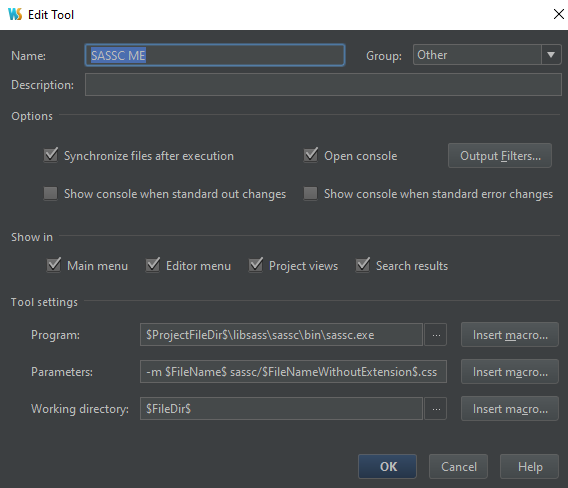 WS Edit Tool
Name: SASSC ME Group: Other
Description:
Options
Synchronize files after execution Open console Output Filters...
Show console when standard out changes Show console when standard error changes
Show in
Main menu Editor menu Project views Search results
Tool settings
Program: $ProjectFileDir$\libsass\sassc\bin\sassc.exe ... Insert macro...
Parameters: -m $FileName$ sassc/$FileNameWithoutExtension$.css Insert macro...
Working directory: $FileDir$ ... Insert macro...
OK Cancel Help